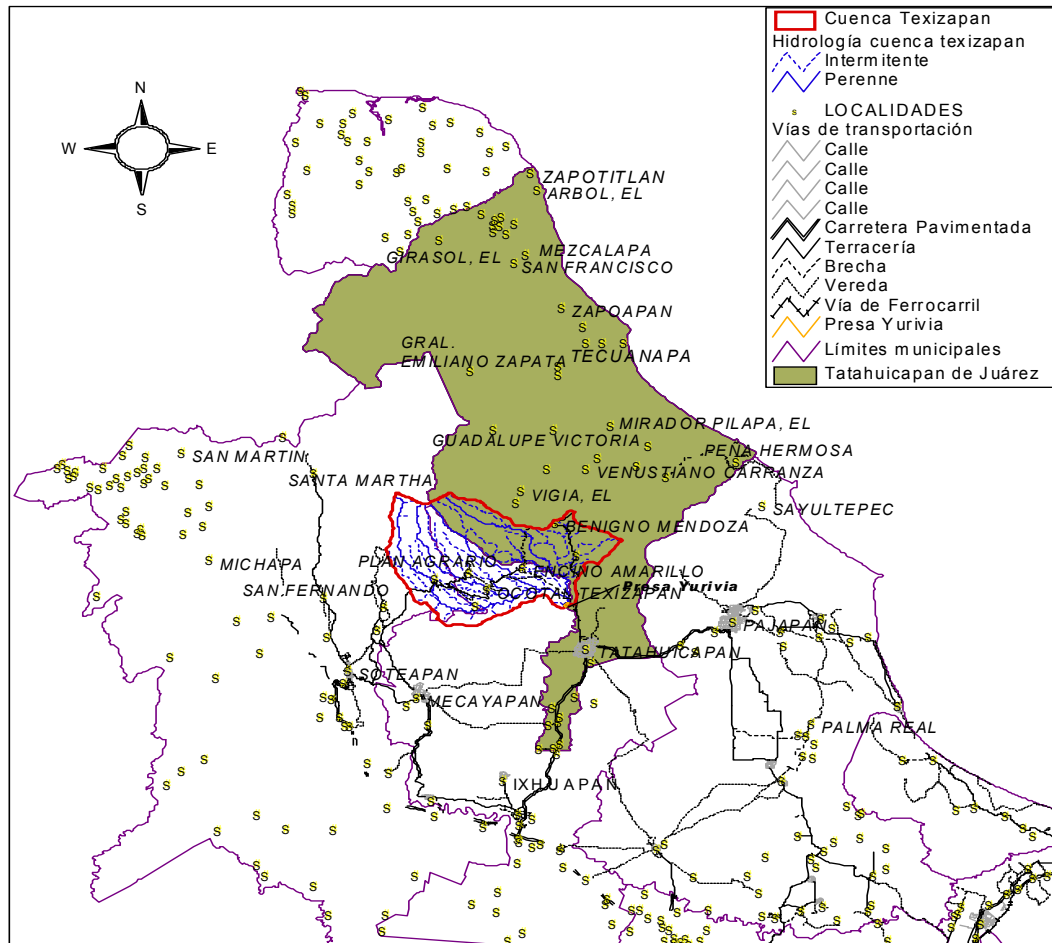 Cuenca Texizapan
Hidrología cuenca texizapan
Intermitente
Perenne
LOCALIDADES
Vías de transportación
Calle
Calle
Calle
Calle
Carretera Pavimentada
Terracería
Brecha
Vereda
Vía de Ferrocarril
Presa Yurivia
Límites municipales
Tatahuicapan de Juárez
N
W E
S
ZAPOTITLAN
ARBOL, EL
MEZCALAPA
GIRASOL, EL
SAN FRANCISCO
ZAPOAPAN
GRAL.
EMILIANO ZAPATA
TECUANAPA
MIRADOR PILAPA, EL
GUADALUPE VICTORIA
PEÑA HERMOSA
SAN MARTIN
SANTA MARTHA
VENUSTIANO CARRANZA
VIGIA, EL
SAYULTEPEC
BENIGNO MENDOZA
MICHAPA
PLAN AGRARIO
ENCINO AMARILLO
SAN FERNANDO
Presa Yurivia
OCOTAL TEXIZAPAN
PAJAPAN
TATAHUICAPAN
SOTEAPAN
MECAYAPAN
PALMA REAL
IXHUAPAN